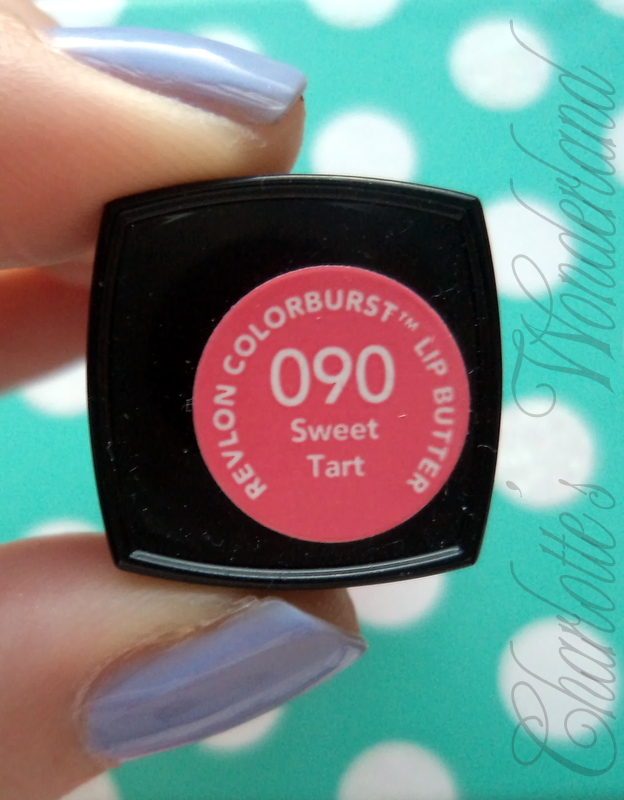 REVLON COLORBURST™ LIP BUTTER
090
Sweet
Tart
Charlotte's Wonderland